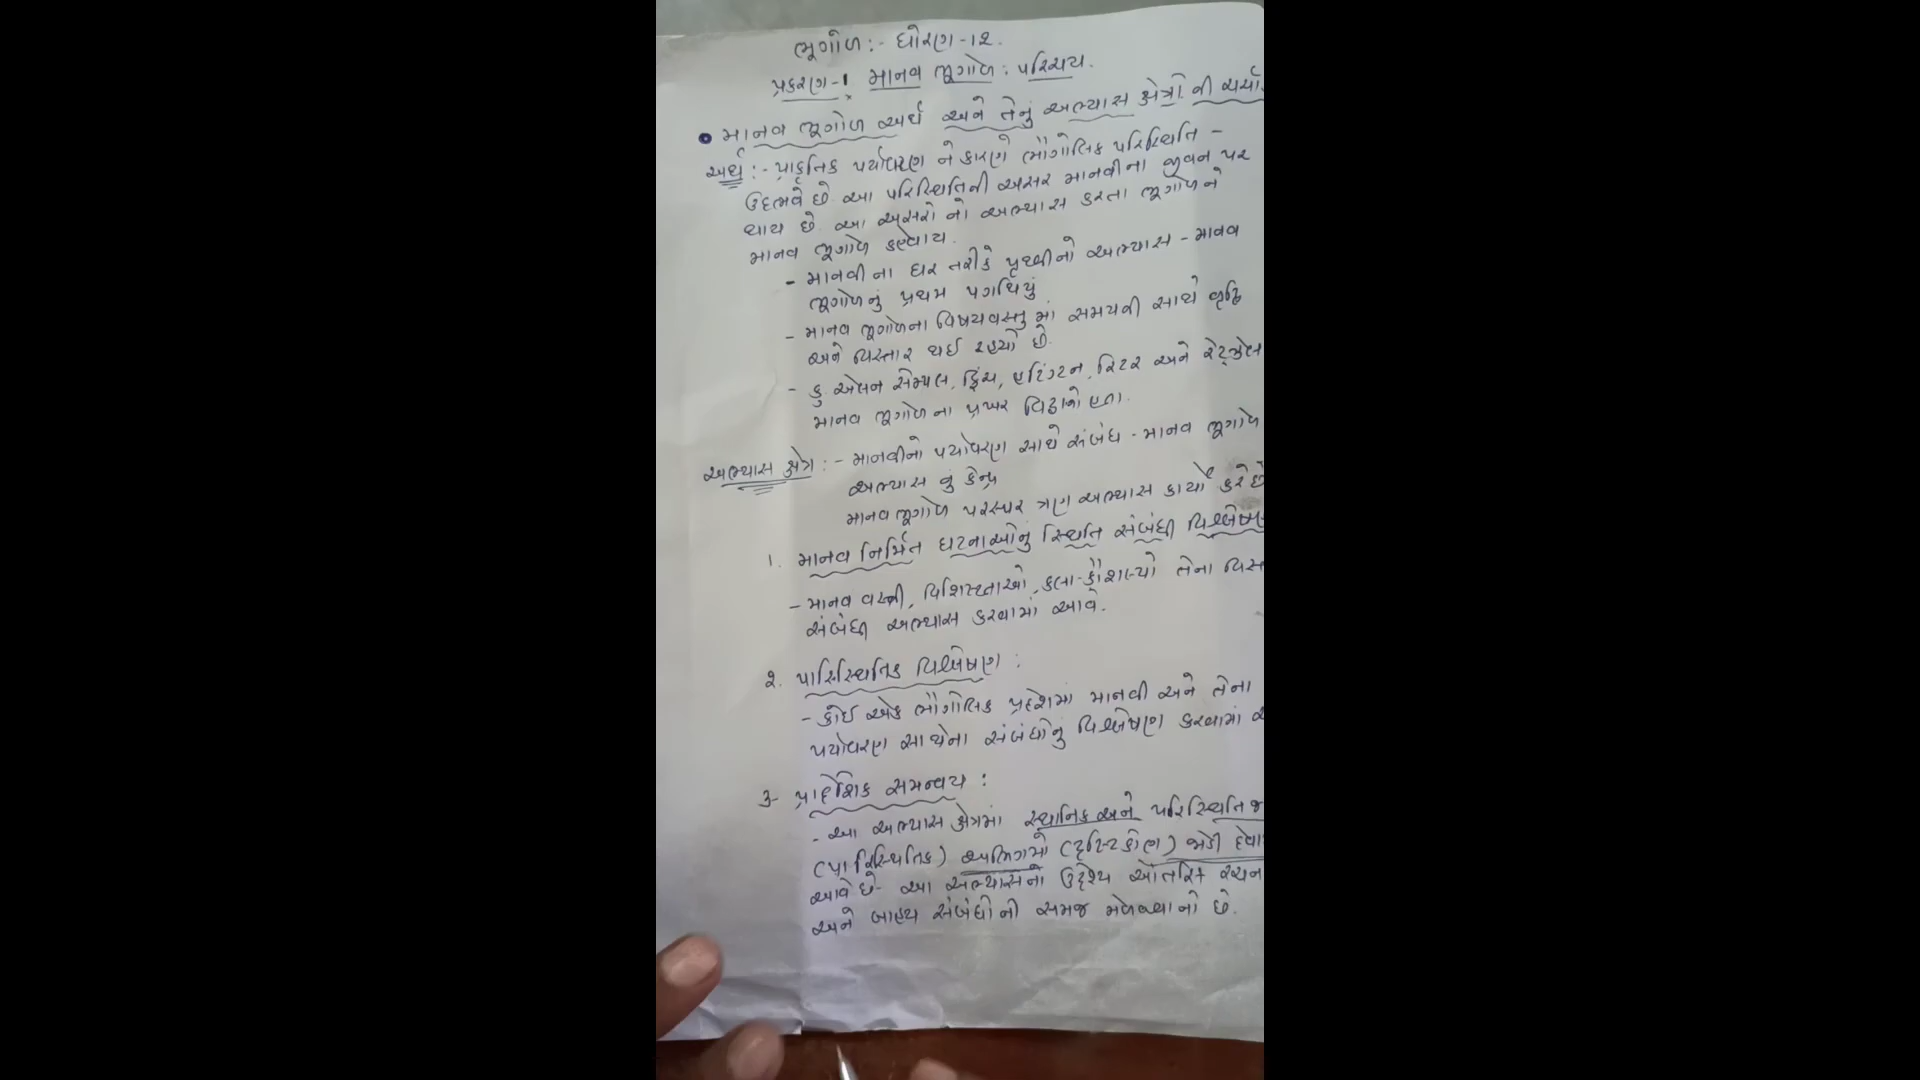 ભૂગોળ :- ધોરણ-૧૨.
પ્રકરણ-1 માનવ ભૂગોળ : પરિચય.
• માનવ ભૂગોળ અર્થ અને તેનું અભ્યાસ ક્ષેત્રો ની ચર્ચા
અર્થ :- પ્રાકૃતિક પર્યાવરણ ને કારણે ભૌગોલિક પરિસ્થિતિ -
ઉદ્દભવે છે. આ પરિસ્થિતિની અસર માનવીના જીવન પર
થાય છે. આ અસરો નો અભ્યાસ કરતા ભૂગોળને
માનવ ભૂગોળ કહેવાય.
- માનવી ના ઘર તરીકે પૃથ્વીનો અભ્યાસ - માનવ
ભૂગોળનું પ્રથમ પગથિયું
- માનવ ભૂગોળના વિષયવસ્તુ માં સમયની સાથે વૃદ્ધિ
અને વિસ્તાર થઈ રહ્યો છે.
- કુ. એલન સેમ્પલ, ફિંચ, હટિંગ્ટન, રિટર અને રેટ્ઝેલ
માનવ ભૂગોળ ના પ્રખર વિદ્વાનો હતા.
અભ્યાસ ક્ષેત્ર :- માનવીનો પર્યાવરણ સાથે સંબંધ - માનવ ભૂગોળ
અભ્યાસ નું કેન્દ્ર
માનવ ભૂગોળ પરસ્પર ત્રણ અભ્યાસ કાર્યો કરે છે
૧. માનવ નિર્મિત ઘટનાઓનું સ્થિતિ સંબંધી વિશ્લેષણ
- માનવ વસ્તી, વિશિષ્ટતાઓ, કલા-કૌશલ્યો તેના
સંબંધી અભ્યાસ કરવામાં આવે.
૨. પારિસ્થિતિક વિશ્લેષણ :
- કોઈ એક ભૌગોલિક પ્રદેશમાં માનવી અને તેના
પર્યાવરણ સાથેના સંબંધોનું વિશ્લેષણ કરવામાં
૩- પ્રાદેશિક સમન્વય :
- આ અભ્યાસ ક્ષેત્રમાં સ્થાનિક અને પરિસ્થિતિજ
(પારિસ્થિતિક) અભિગમો (દૃષ્ટિકોણ) જોડી દેવા
આવે છે- આ અભ્યાસનો ઉદ્દેશ્ય આંતરિક રચના
અને બાહ્ય સંબંધો ની સમજ મેળવવાનો છે.